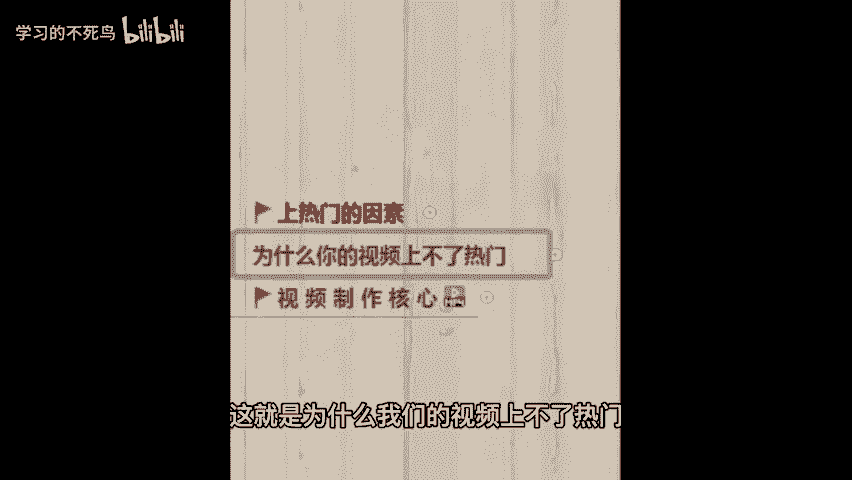 学习的不死鸟 bilibili
上热门的因素
为什么你的视频上不了热门
视频制作核心
这就是为什么我们的视频上不了热门